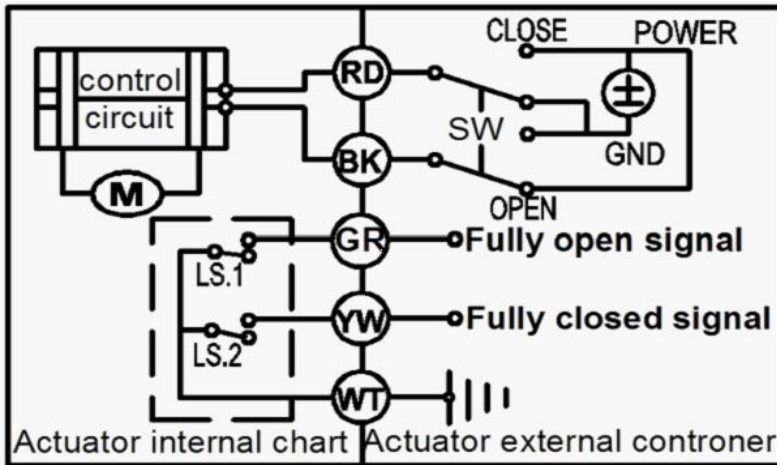 CLOSE POWER
RD
control
circuit
SW
±
GND
BK
M
OPEN
GR Fully open signal
LS.1
YW Fully closed signal
LS.2
WT
Actuator internal chart Actuator external controner